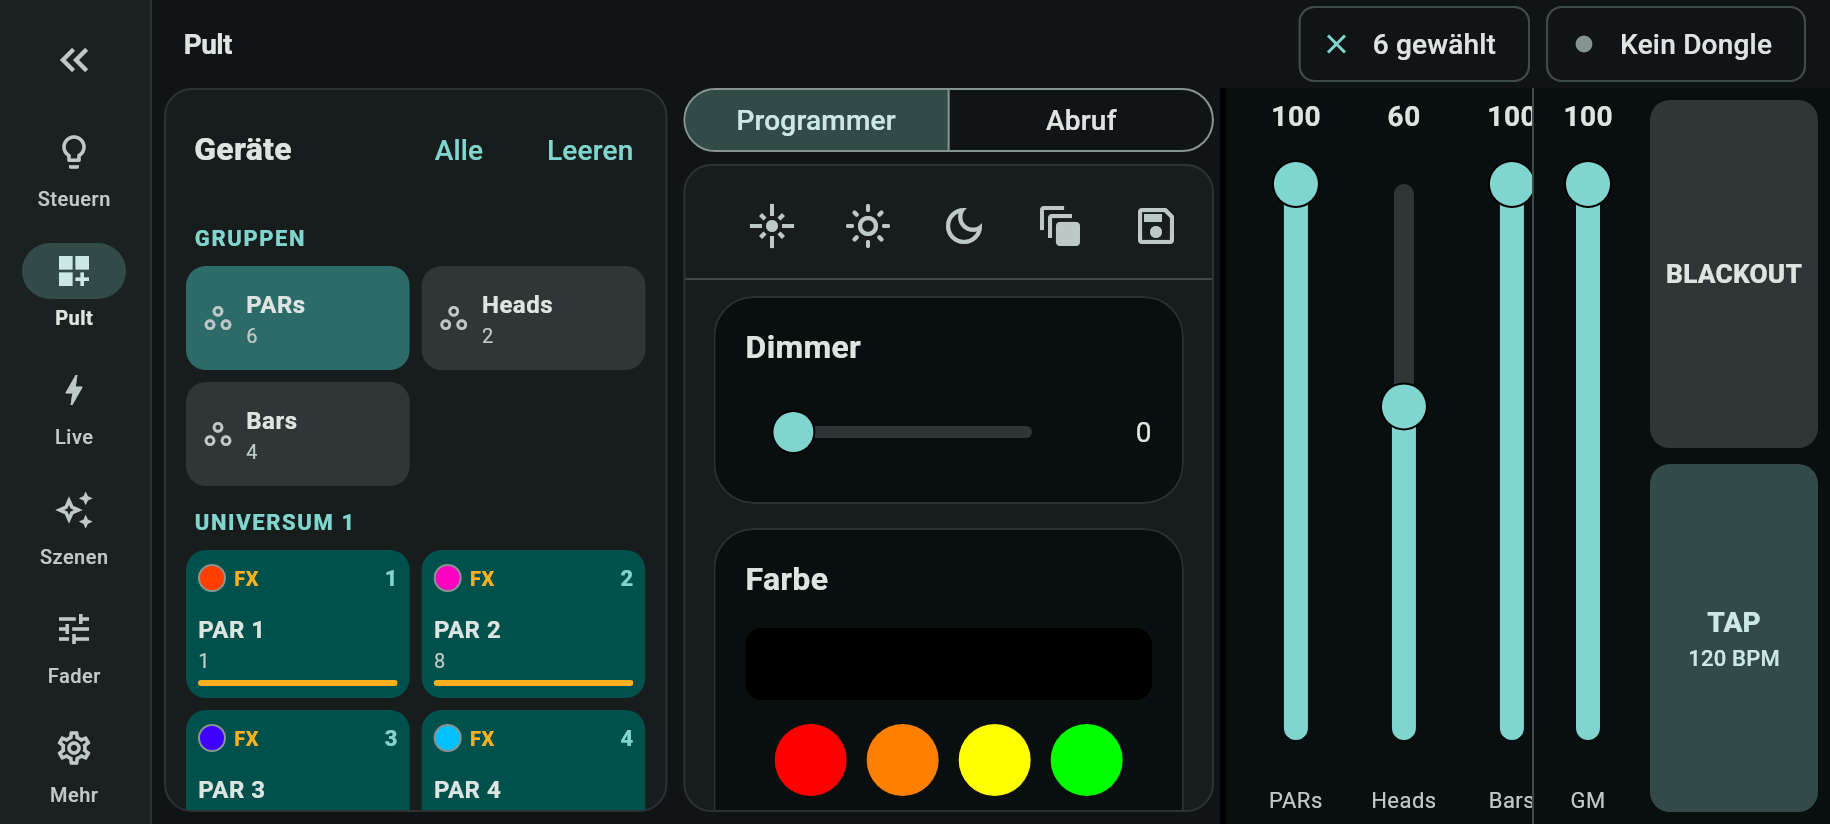 Pult
6 gewählt
Kein Dongle
Steuern
Pult
Live
Szenen
Fader
Mehr
Geräte
Alle
Leeren
GRUPPEN
PARs
6
Heads
2
Bars
4
UNIVERSUM 1
FX
1
PAR 1
1
FX
2
PAR 2
8
FX
3
PAR 3
FX
4
PAR 4
Programmer
Abruf
Dimmer
0
Farbe
100
60
100
100
PARs
Heads
Bars
GM
BLACKOUT
TAP
120 BPM